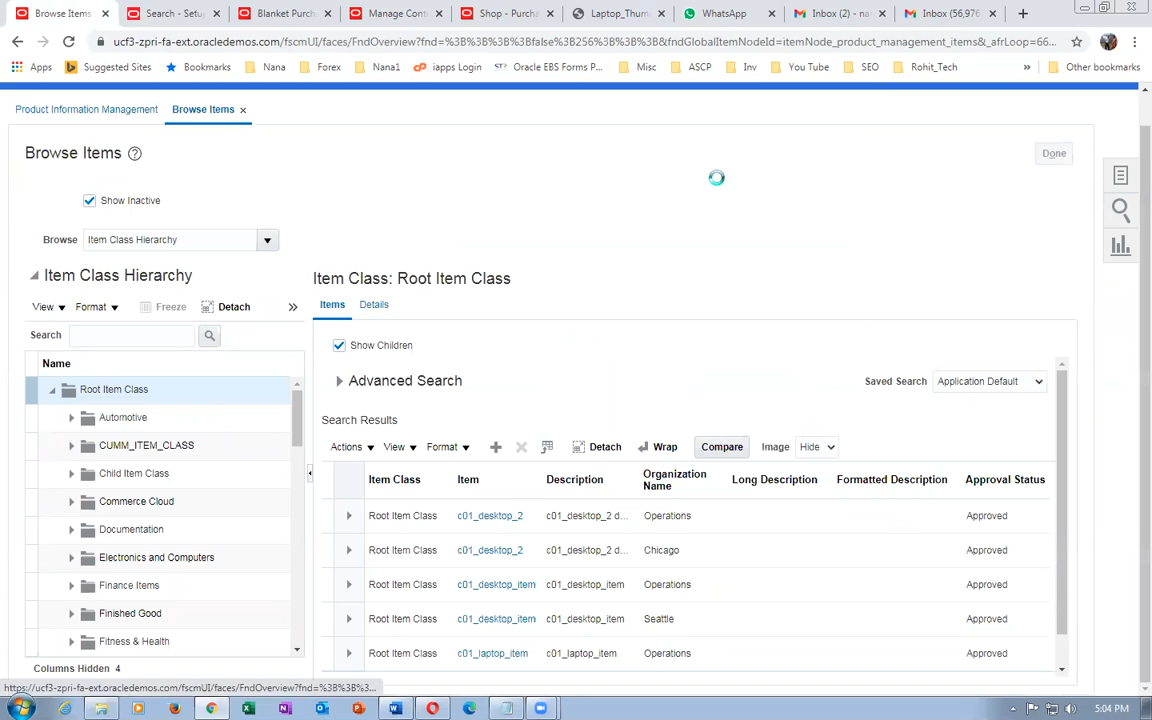 Browse Items
Search - Setu
Blanket Purcha
Manage Cont
Shop - Purcha
Laptop_Thum
WhatsApp
Inbox (2) - na
Inbox (56,976
ucf3-zpri-fa-ext.oracledemos.com/fscmUI/faces/FndOverview?fnd=%3B%3B%3B%3Bfalse%3B256%3B%3B%3B&fndGlobalItemNodeId=itemNode_product_management_items&_afrLoop=66...
Apps
Suggested Sites
Bookmarks
Nana
Forex
Nana1
iapps Login
Oracle EBS Forms P...
Misc
ASCP
Inv
You Tube
SEO
Rohit_Tech
»
Other bookmarks
Product Information Management
Browse Items
Browse Items
Done
Show Inactive
Browse
Item Class Hierarchy
Item Class Hierarchy
View
Format
Freeze
Detach
»
Search
Name
Root Item Class
Automotive
CUMM_ITEM_CLASS
Child Item Class
Commerce Cloud
Documentation
Electronics and Computers
Finance Items
Finished Good
Fitness & Health
Columns Hidden 4
Item Class: Root Item Class
Items
Details
Show Children
Advanced Search
Saved Search
Application Default
Search Results
Actions
View
Format
Detach
Wrap
Compare
Image
Hide
Item Class
Item
Description
Organization Name
Long Description
Formatted Description
Approval Status
Root Item Class c01_desktop_2 c01_desktop_2 d... Operations Approved
Root Item Class c01_desktop_2 c01_desktop_2 d... Chicago Approved
Root Item Class c01_desktop_item c01_desktop_item Operations Approved
Root Item Class c01_desktop_item c01_desktop_item Seattle Approved
Root Item Class c01_laptop_item c01_laptop_item Operations Approved
https://ucf3-zpri-fa-ext.oracledemos.com/fscmUI/faces/FndOverview?fnd=%3B%3B%3...
5:04 PM